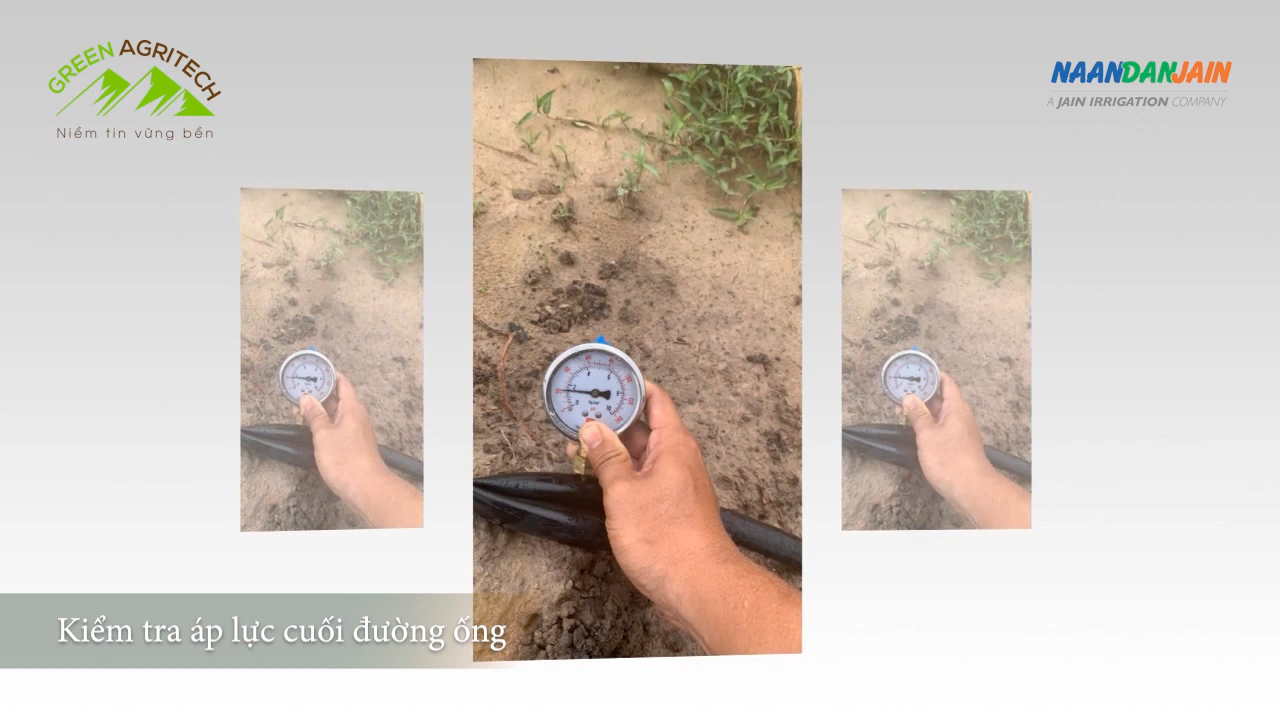 GREEN AGRITECH
Niềm tin vững bền
NAANDANJAIN
A JAIN IRRIGATION COMPANY
Kiểm tra áp lực cuối đường ống